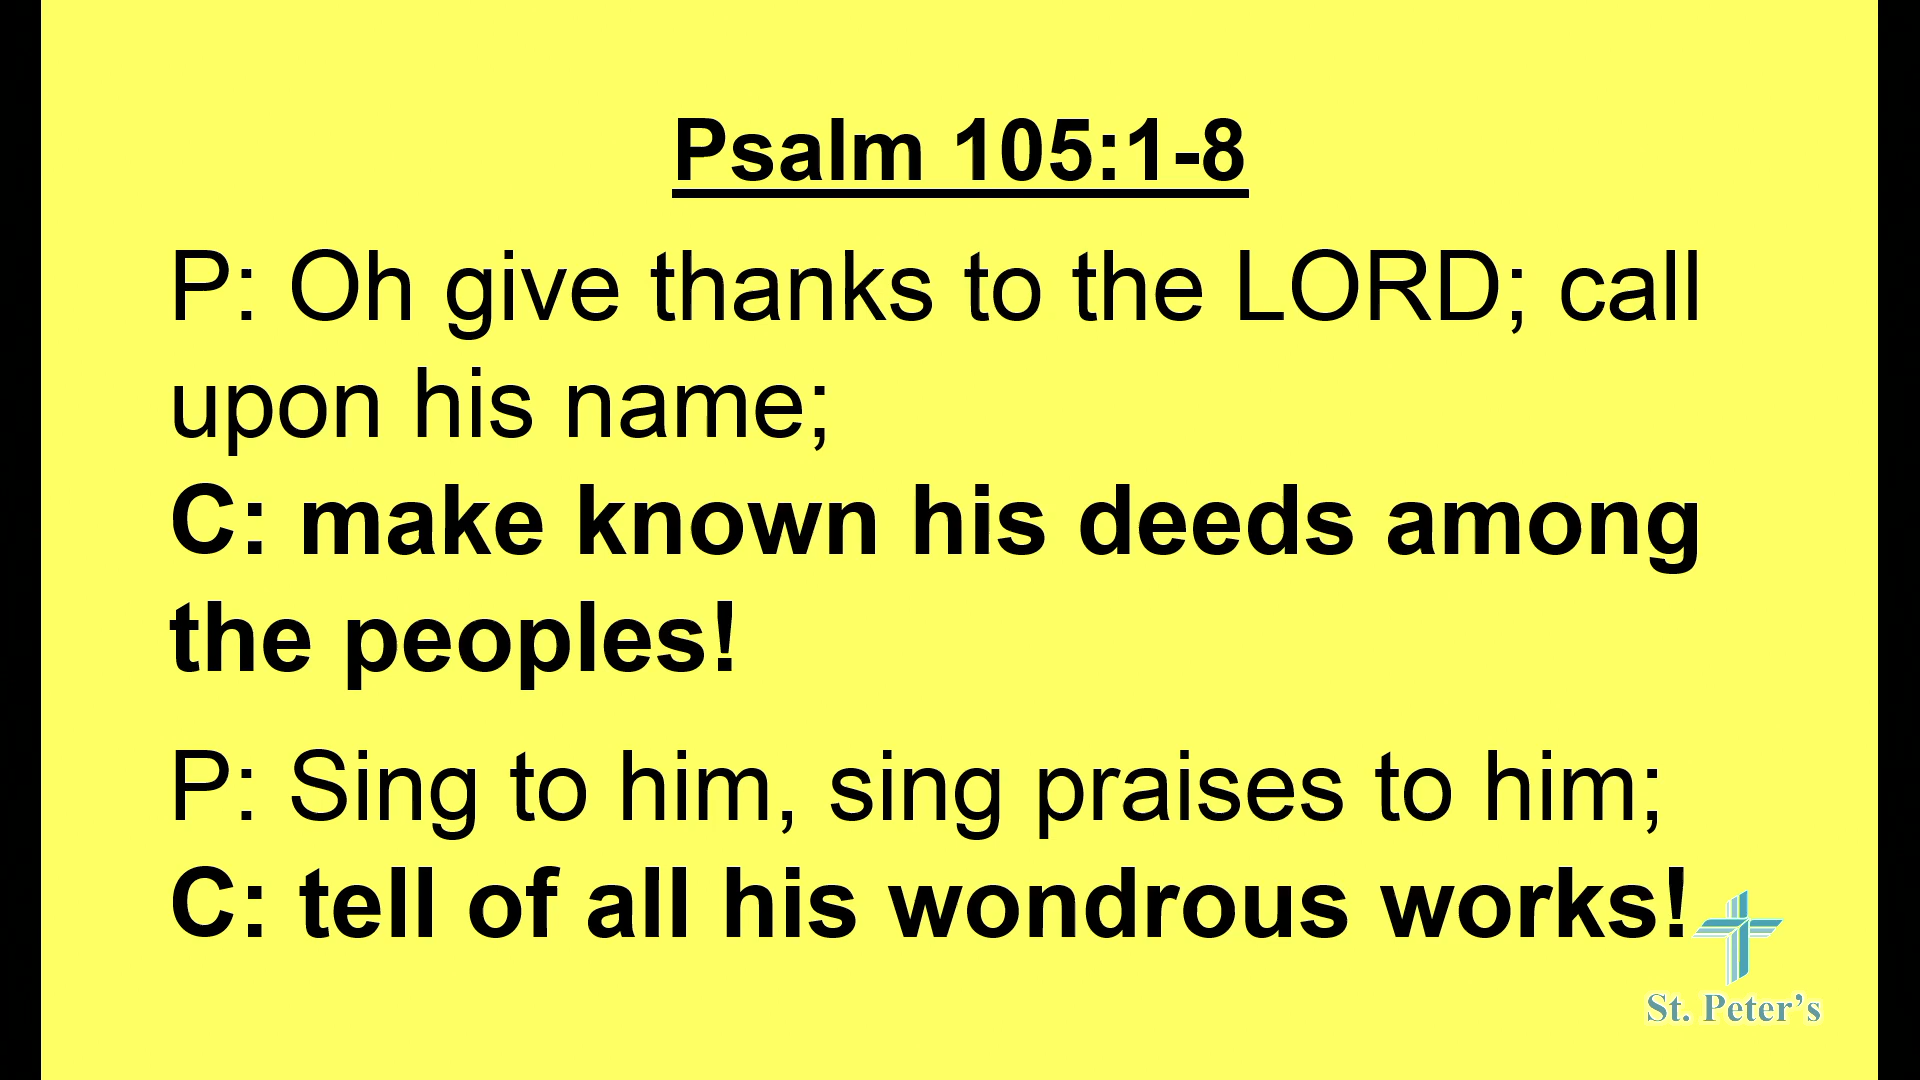 Psalm 105:1-8
P: Oh give thanks to the LORD; call
upon his name;
C: make known his deeds among
the peoples!
P: Sing to him, sing praises to him;
C: tell of all his wondrous works!
St. Peter’s